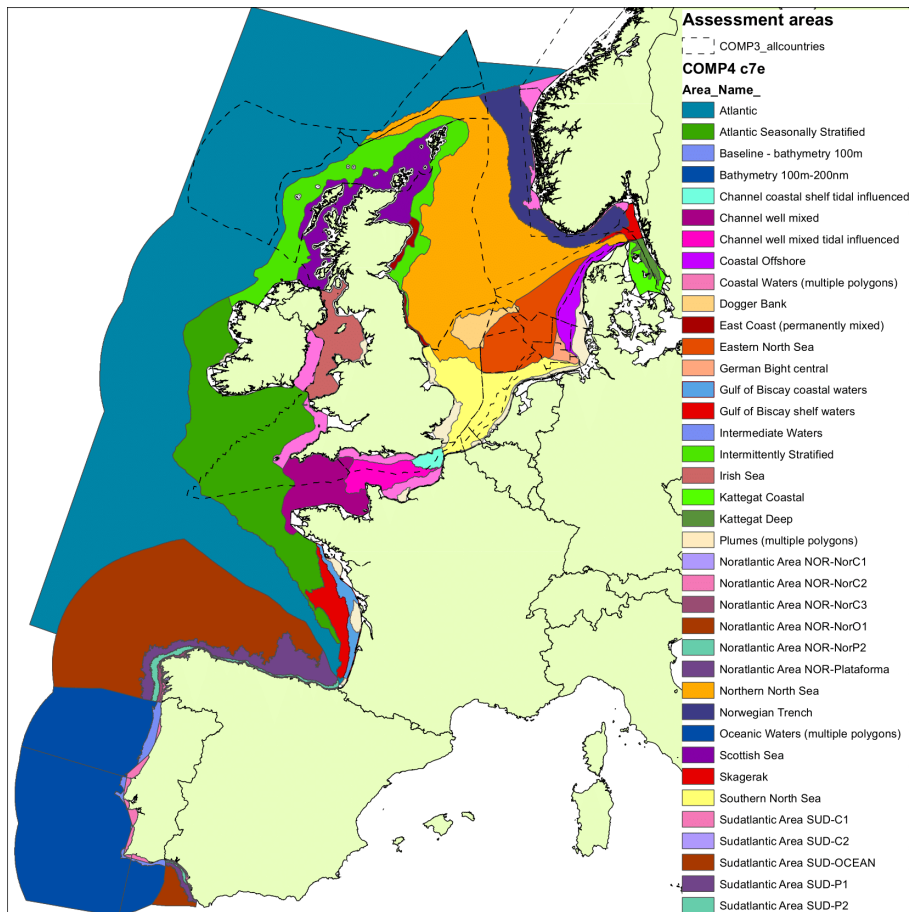 Assessment areas
COMP3_allcountries
COMP4 c7e
Area_Name_
Atlantic
Atlantic Seasonally Stratified
Baseline - bathymetry 100m
Bathymetry 100m-200nm
Channel coastal shelf tidal influenced
Channel well mixed
Channel well mixed tidal influenced
Coastal Offshore
Coastal Waters (multiple polygons)
Dogger Bank
East Coast (permanently mixed)
Eastern North Sea
German Bight central
Gulf of Biscay coastal waters
Gulf of Biscay shelf waters
Intermediate Waters
Intermittently Stratified
Irish Sea
Kattegat Coastal
Kattegat Deep
Plumes (multiple polygons)
Noratlantic Area NOR-NorC1
Noratlantic Area NOR-NorC2
Noratlantic Area NOR-NorC3
Noratlantic Area NOR-NorO1
Noratlantic Area NOR-NorP2
Noratlantic Area NOR-Plataforma
Northern North Sea
Norwegian Trench
Oceanic Waters (multiple polygons)
Scottish Sea
Skagerak
Southern North Sea
Sudatlantic Area SUD-C1
Sudatlantic Area SUD-C2
Sudatlantic Area SUD-OCEAN
Sudatlantic Area SUD-P1
Sudatlantic Area SUD-P2